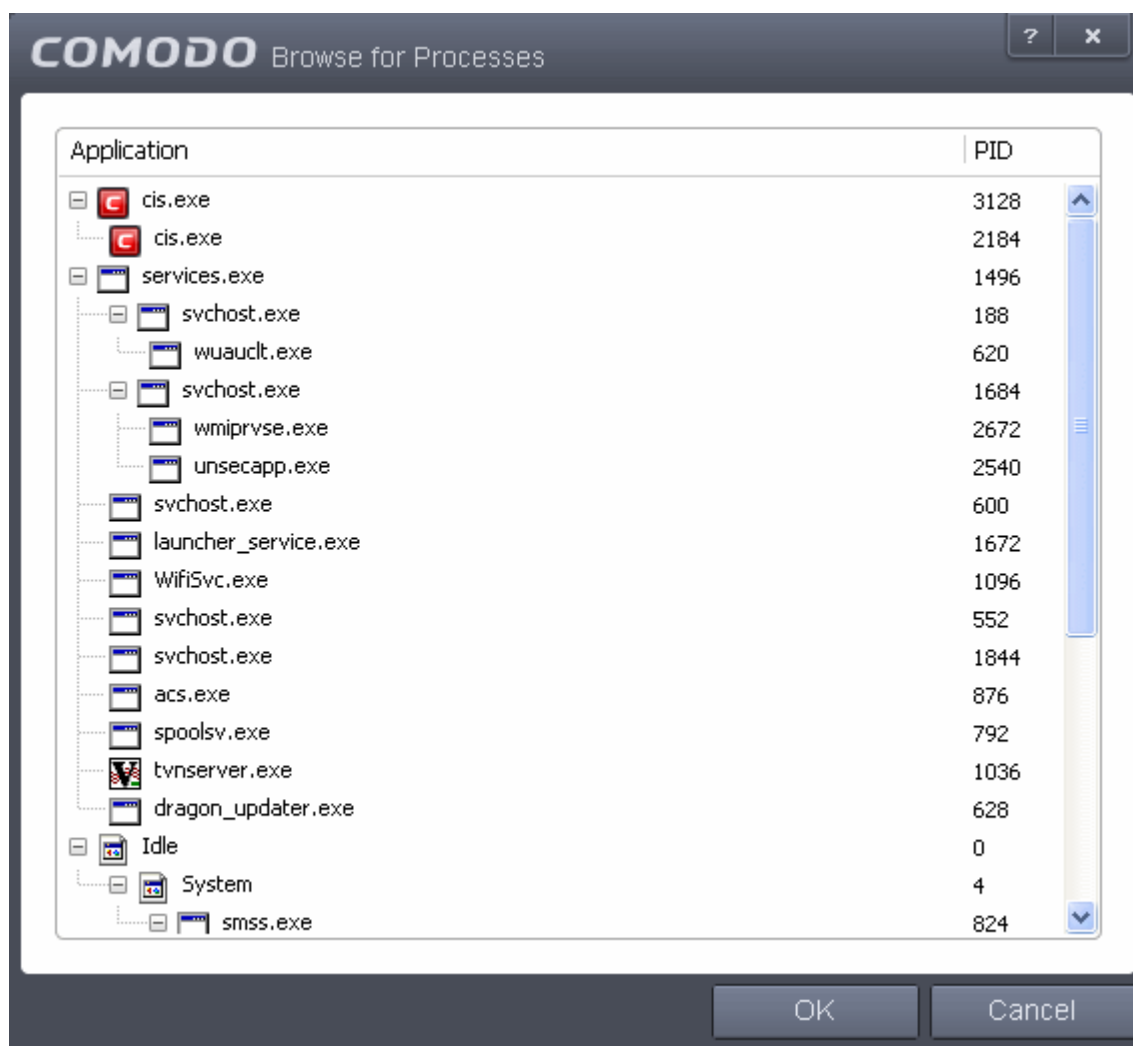 COMODO Browse for Processes ? x
Application PID
cis.exe 3128
cis.exe 2184
services.exe 1496
svchost.exe 188
wuauclt.exe 620
svchost.exe 1684
wmiprvse.exe 2672
unsecapp.exe 2540
svchost.exe 600
launcher_service.exe 1672
WifiSvc.exe 1096
svchost.exe 552
svchost.exe 1844
acs.exe 876
spoolsv.exe 792
tvnserver.exe 1036
dragon_updater.exe 628
Idle 0
System 4
smss.exe 824
OK Cancel